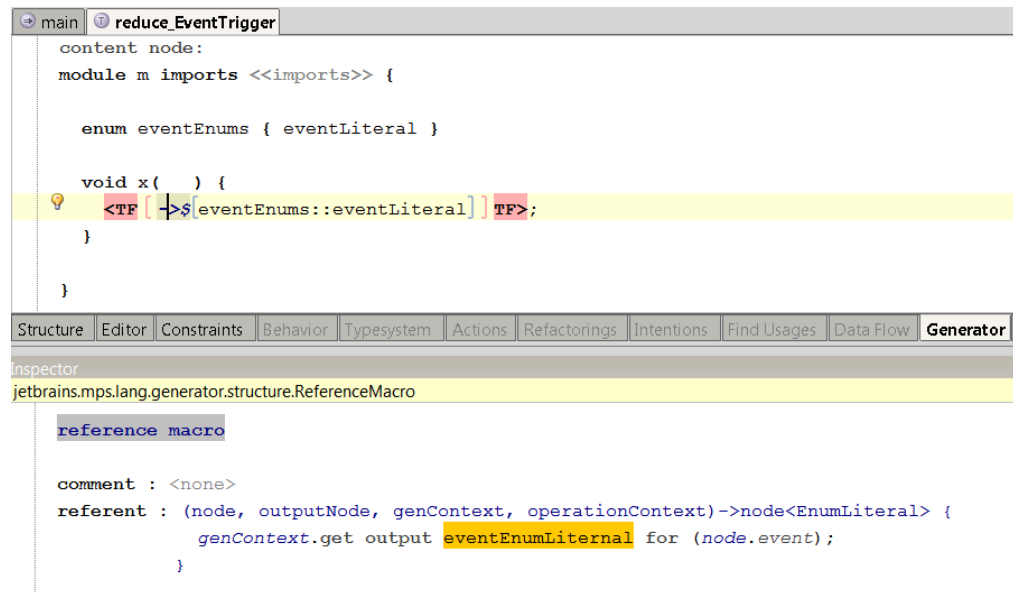 main reduce_EventTrigger
content node:
module m imports <<imports>> {
enum eventEnums { eventLiteral }
void x( ) {
<TF [ ->$[eventEnums::eventLiteral] ] TF>;
}
}
Structure Editor Constraints Behavior Typesystem Actions Refactorings Intentions Find Usages Data Flow Generator
Inspector
jetbrains.mps.lang.generator.structure.ReferenceMacro
reference macro
comment : <none>
referent : (node, outputNode, genContext, operationContext)->node<EnumLiteral> {
genContext.get output eventEnumLiternal for (node.event);
}